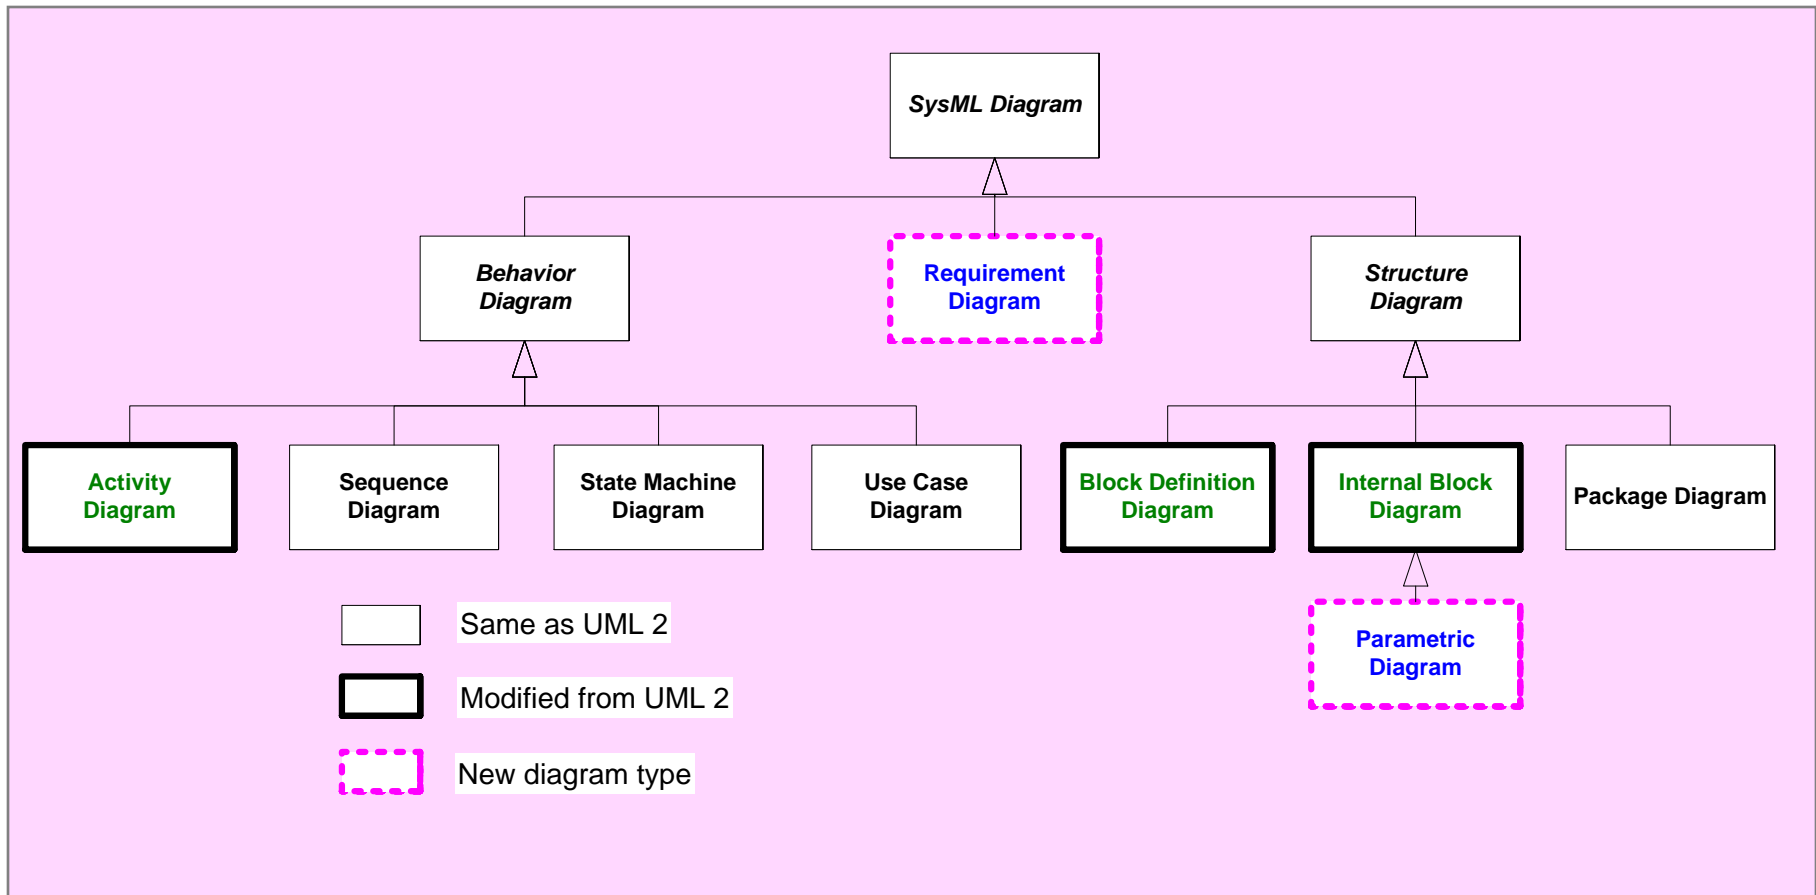 SysML Diagram
Behavior
Diagram
Requirement
Diagram
Structure
Diagram
Activity
Diagram
Sequence
Diagram
State Machine
Diagram
Use Case
Diagram
Block Definition
Diagram
Internal Block
Diagram
Package Diagram
Same as UML 2
Parametric
Diagram
Modified from UML 2
New diagram type